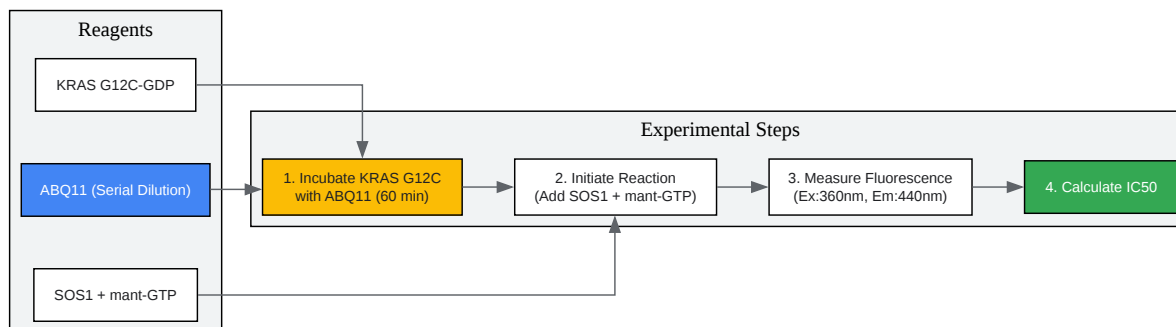 Reagents
KRAS G12C-GDP
ABQ11 (Serial Dilution)
SOS1 + mant-GTP
Experimental Steps
1. Incubate KRAS G12C
with ABQ11 (60 min)
2. Initiate Reaction
(Add SOS1 + mant-GTP)
3. Measure Fluorescence
(Ex:360nm, Em:440nm)
4. Calculate IC50